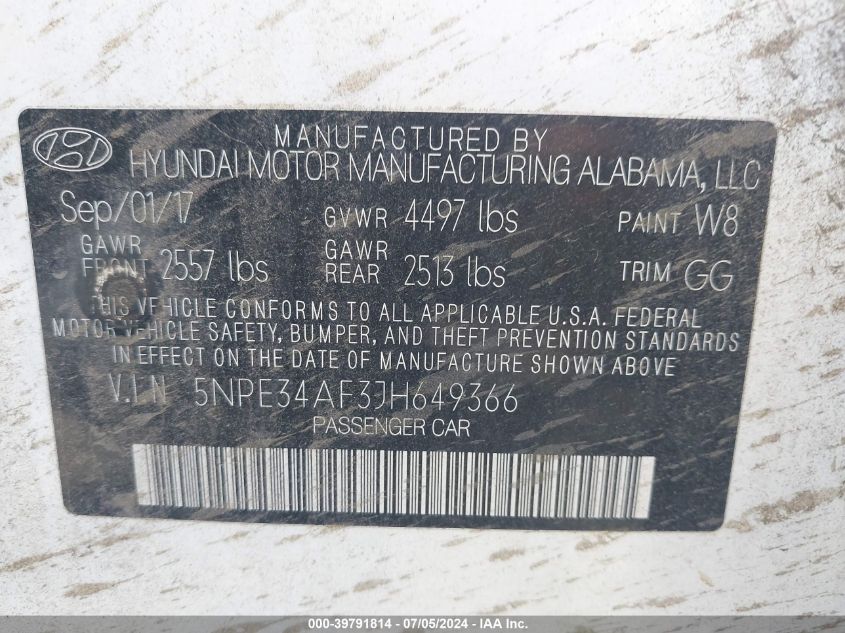 MANUFACTURED BY
HYUNDAI MOTOR MANUFACTURING ALABAMA, LLC
Sep/01/17 GVWR 4497 lbs PAINT W8
GAWR FRONT 2557 lbs GAWR REAR 2513 lbs TRIM GG
THIS VEHICLE CONFORMS TO ALL APPLICABLE U.S.A. FEDERAL
MOTOR VEHICLE SAFETY, BUMPER, AND THEFT PREVENTION STANDARDS
IN EFFECT ON THE DATE OF MANUFACTURE SHOWN ABOVE
V.I.N 5NPE34AF3JH649366
PASSENGER CAR
000-39791814 - 07/05/2024 - IAA Inc.